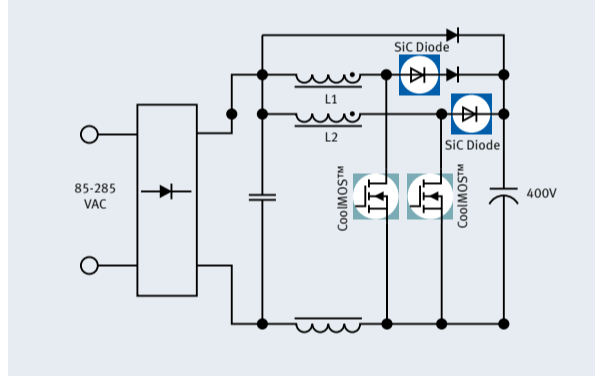 SiC Diode
L1
L2
SiC Diode
85-285
VAC
CoolMOS™
CoolMOS™
400V